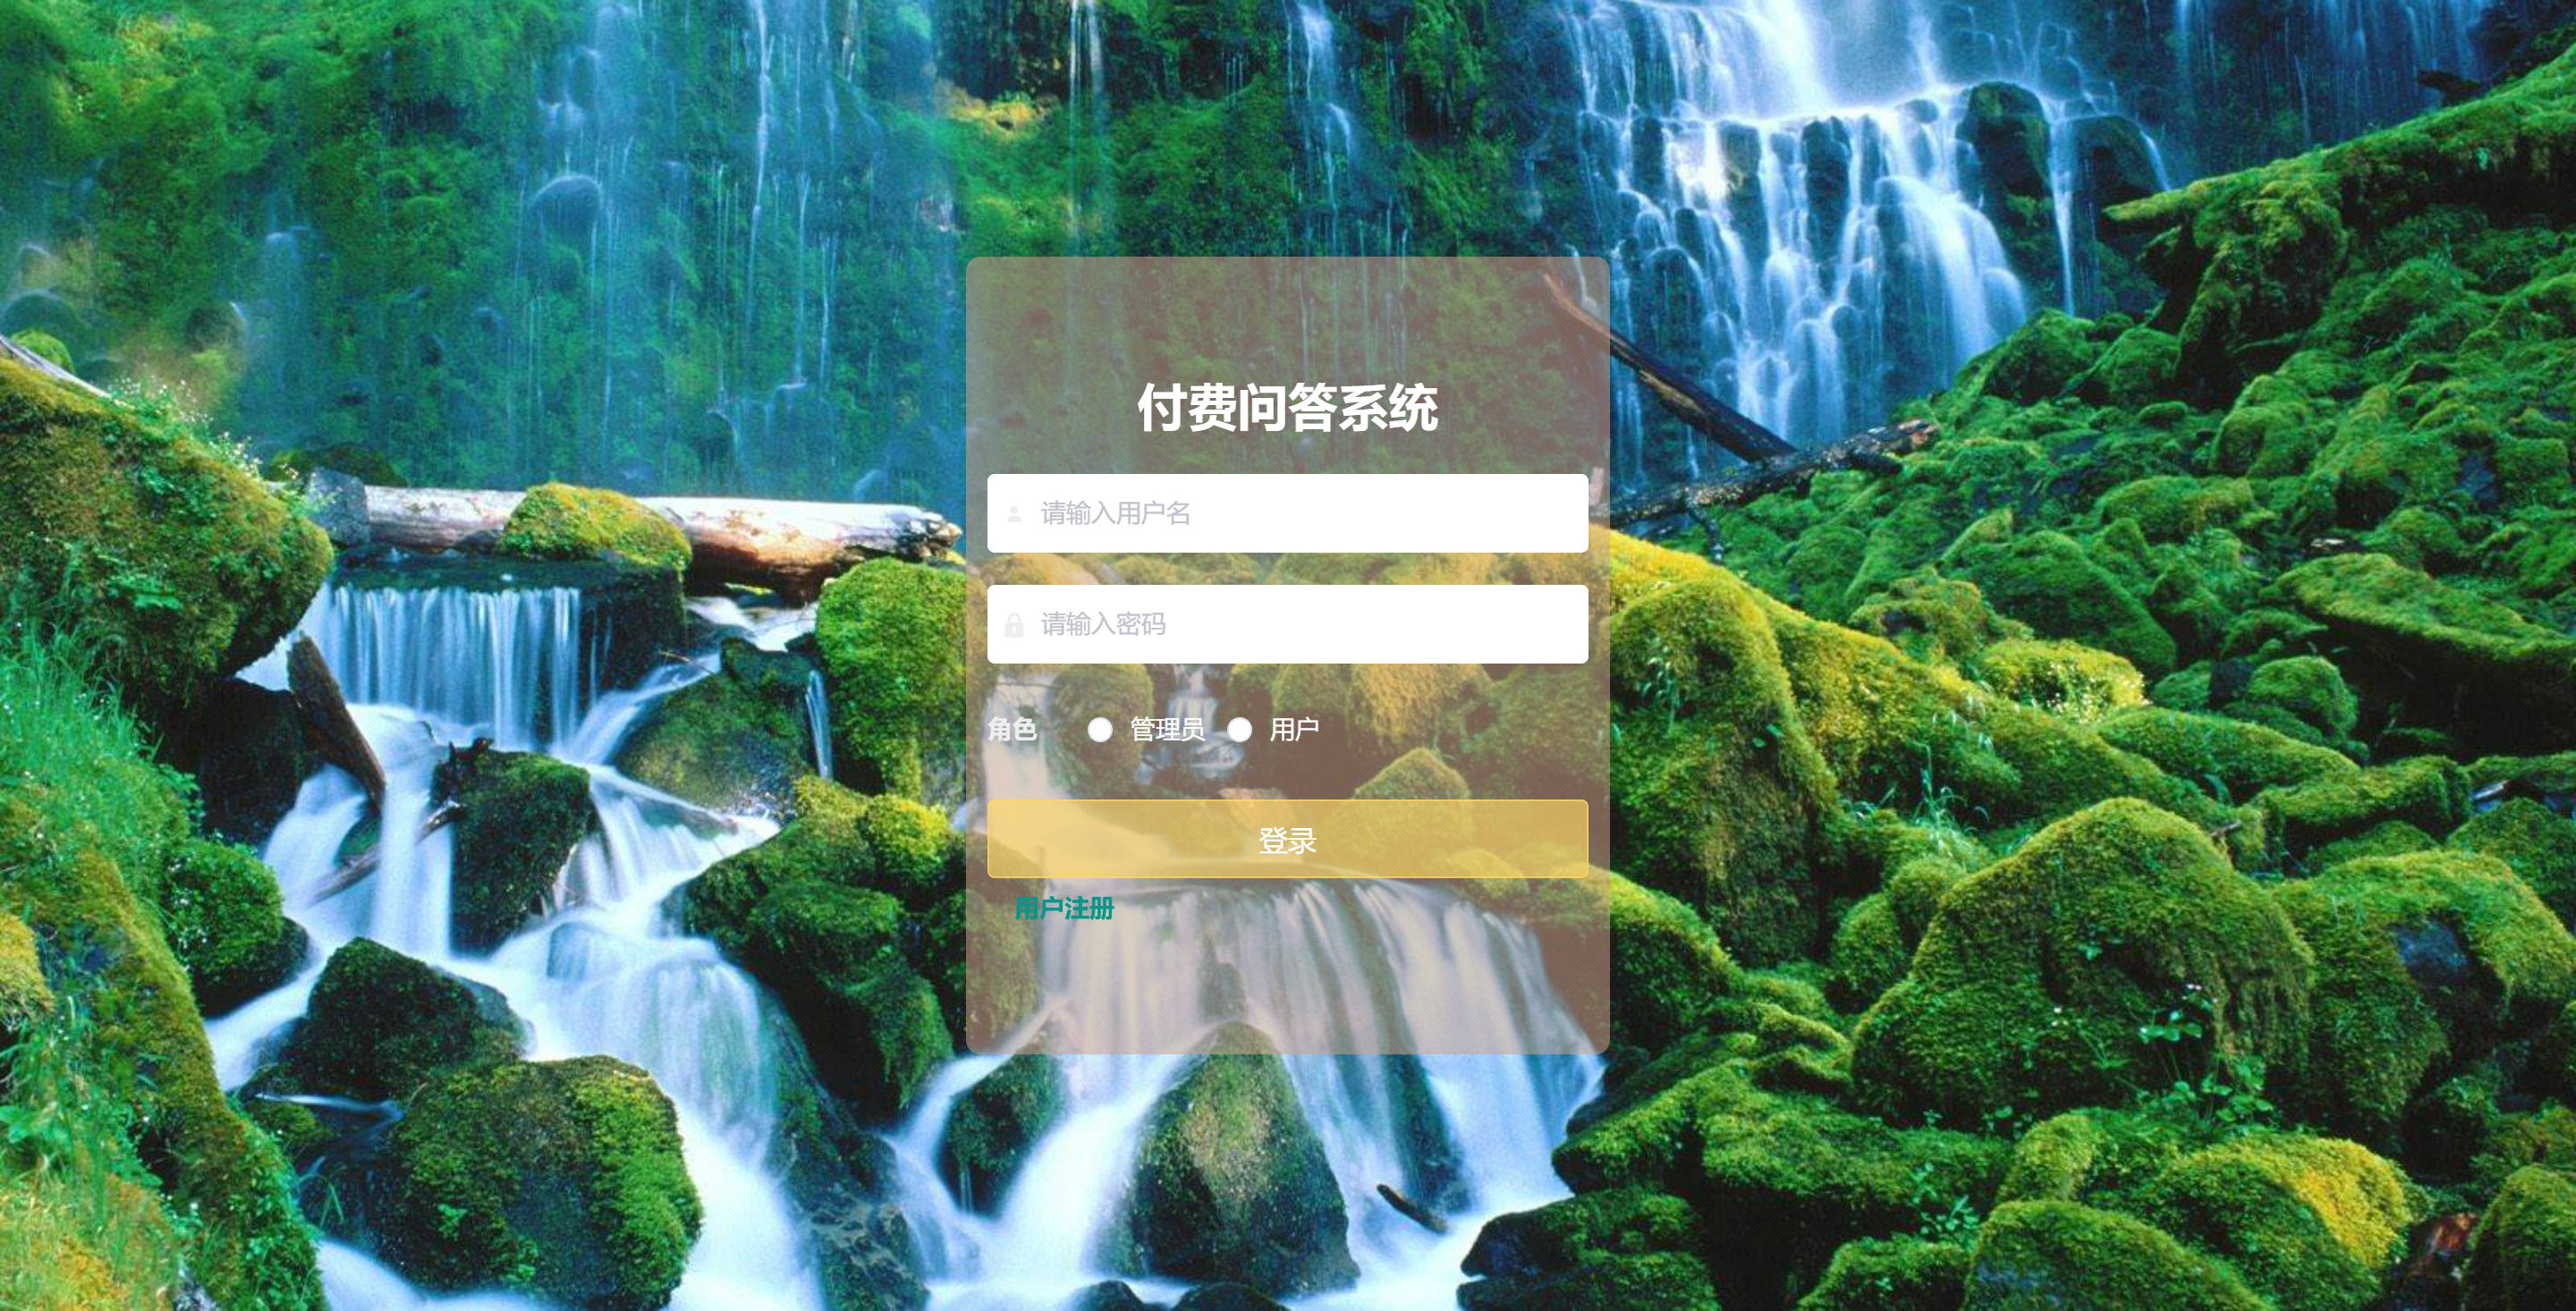 付费问答系统
请输入用户名
请输入密码
角色 管理员 用户
登录
用户注册